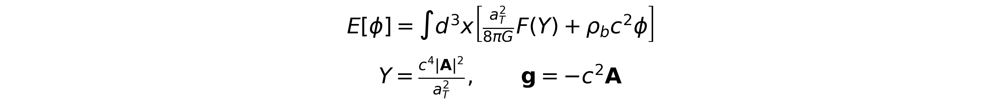 E[ϕ] = ∫d³x[a_T²/8πG F(Y) + ρ_b c²ϕ]
Y = c⁴|𝐀|²/a_T², 𝐠 = −c²𝐀